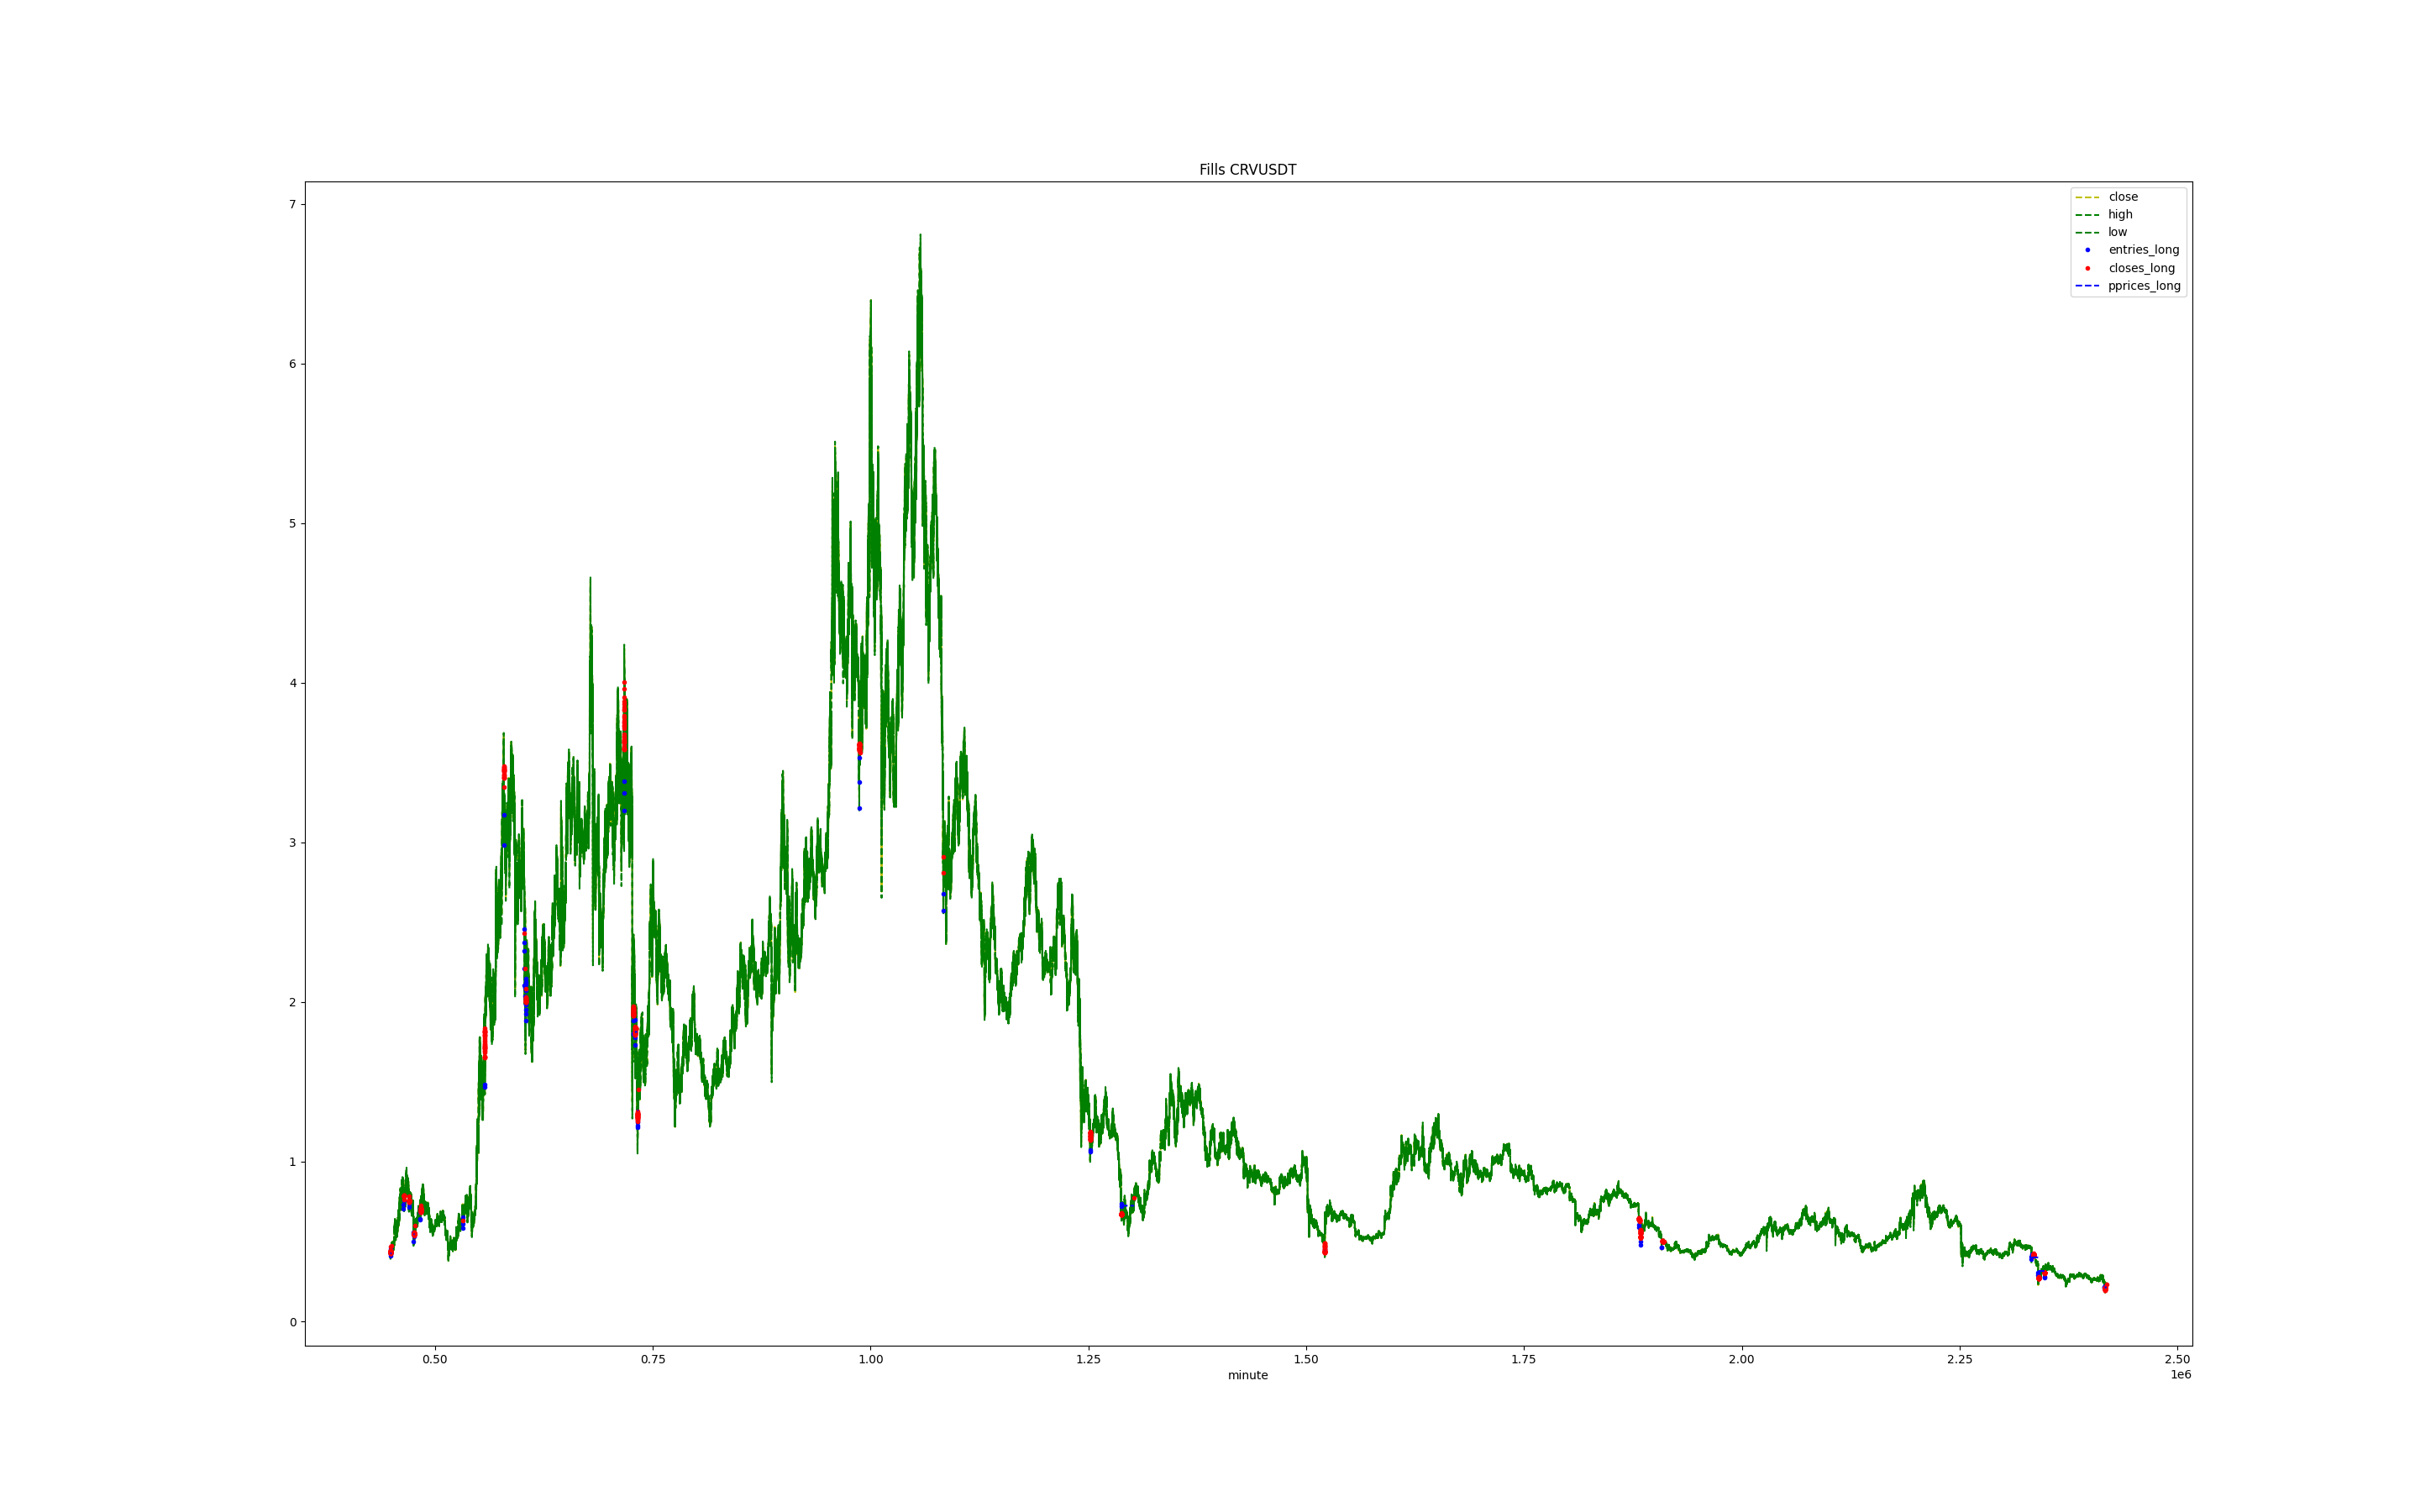 Fills CRVUSDT
close
high
low
entries_long
closes_long
pprices_long
7
6
5
4
3
2
1
0
0.50 0.75 1.00 1.25 1.50 1.75 2.00 2.25 2.50
minute
1e6